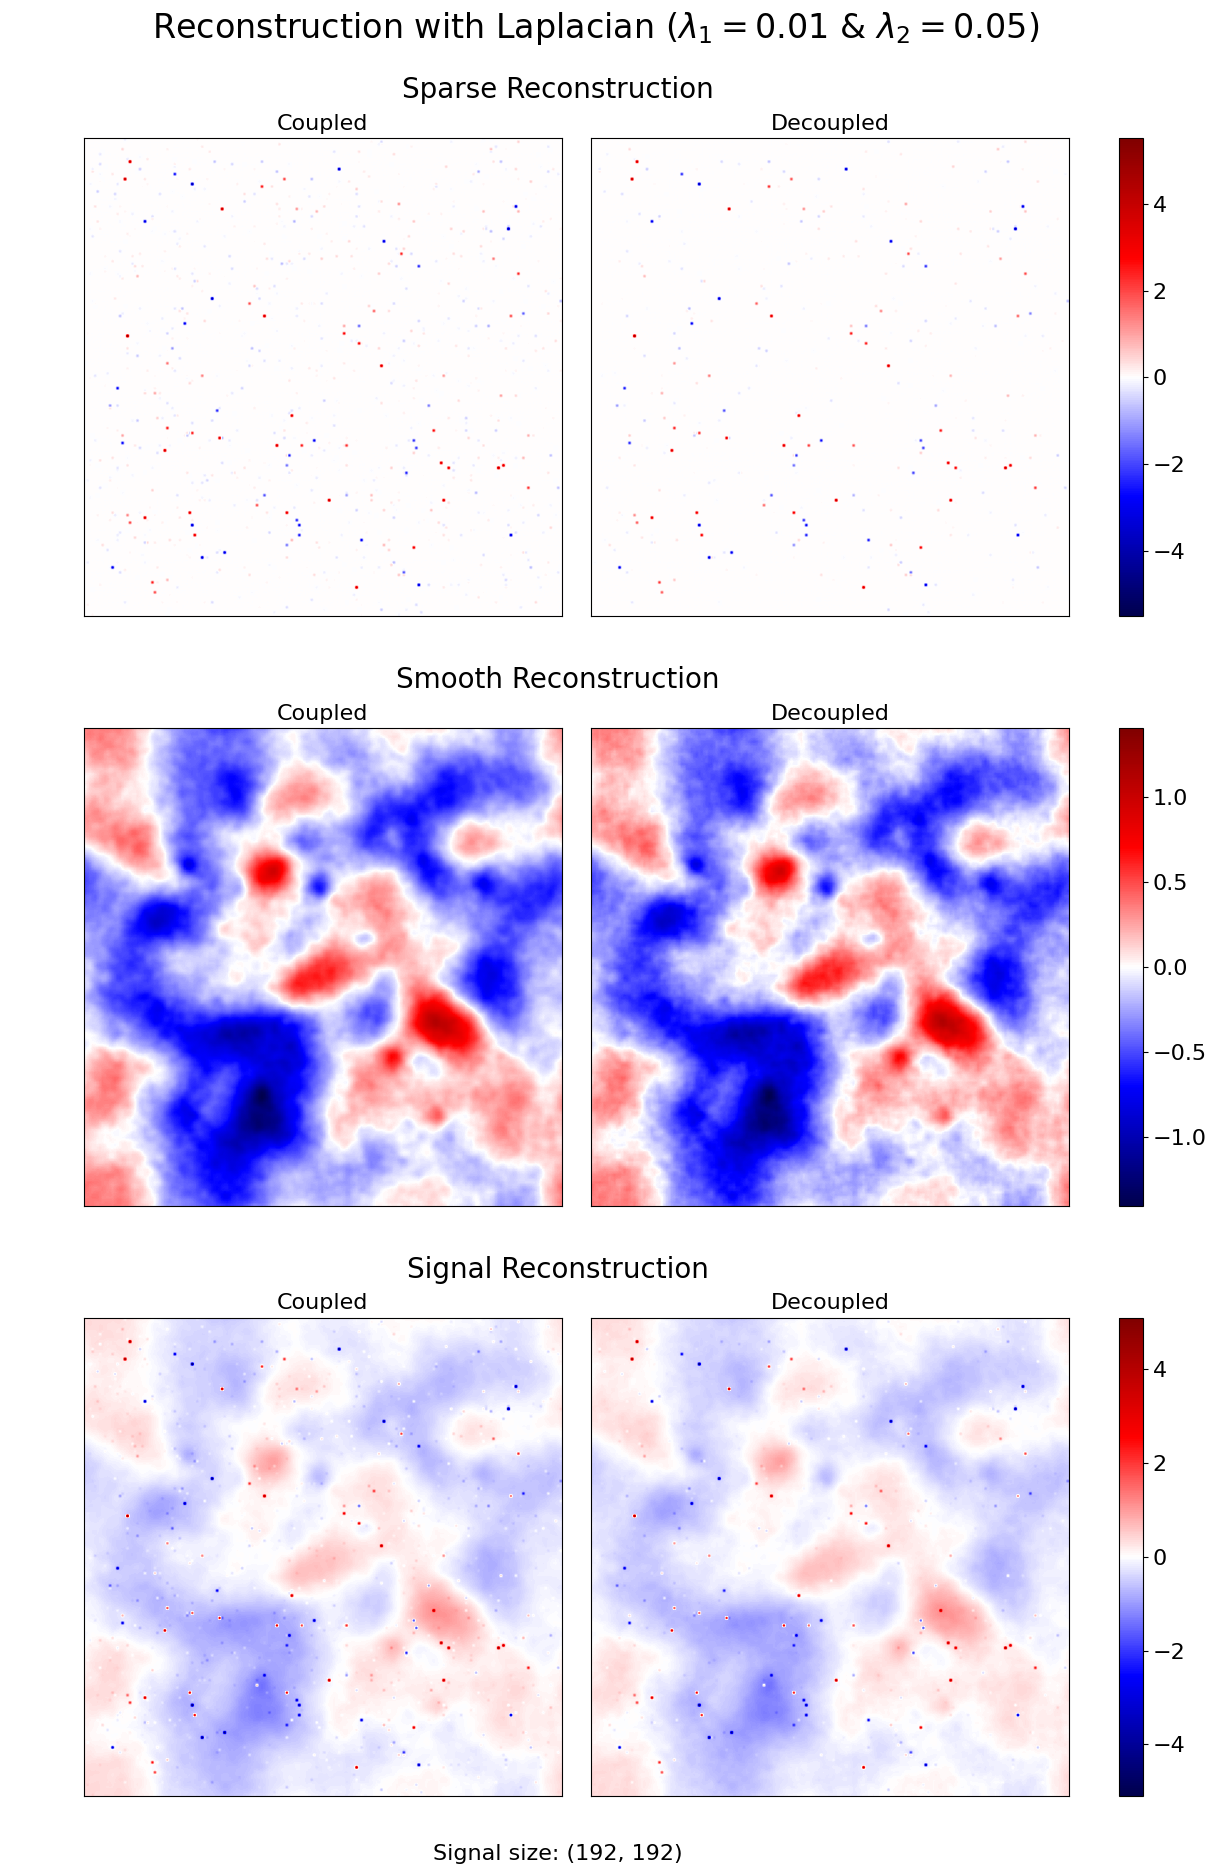 Reconstruction with Laplacian (λ₁ = 0.01 & λ₂ = 0.05)
Sparse Reconstruction
Coupled Decoupled
4
2
0
−2
−4
Smooth Reconstruction
Coupled Decoupled
1.0
0.5
0.0
−0.5
−1.0
Signal Reconstruction
Coupled Decoupled
4
2
0
−2
−4
Signal size: (192, 192)